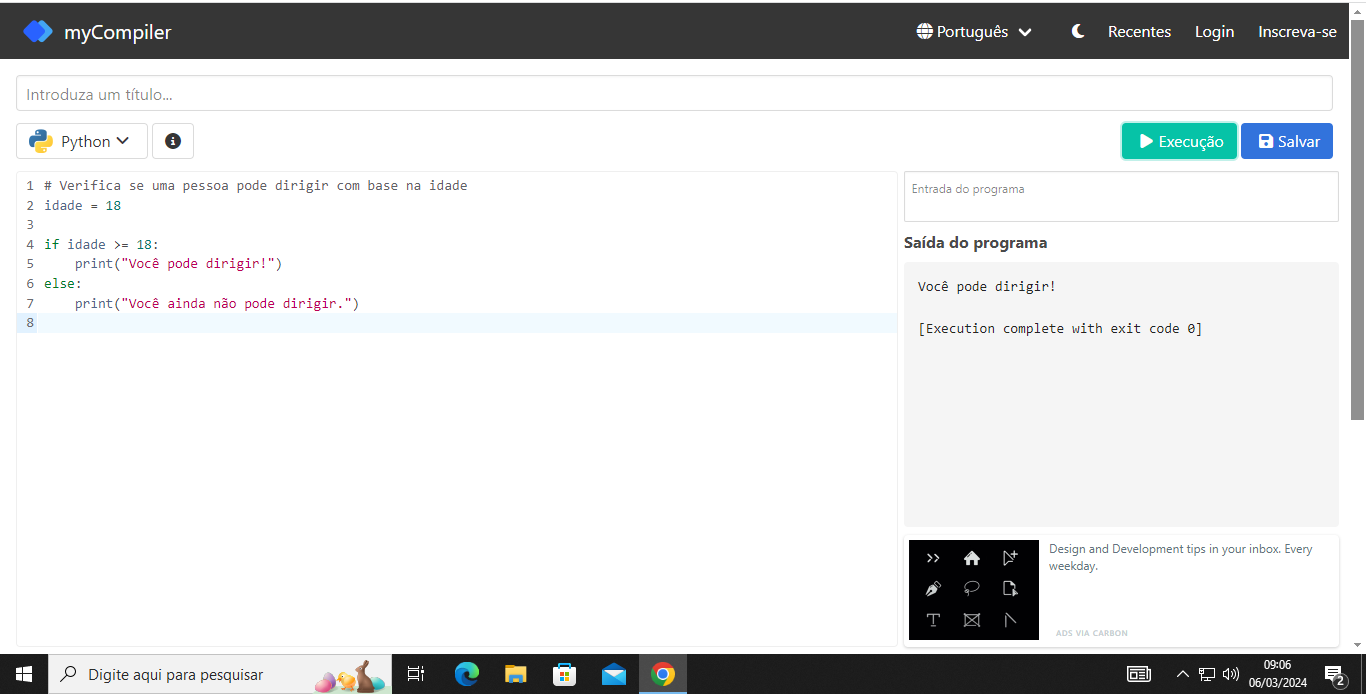 myCompiler
Português
Recentes
Login
Inscreva-se
Introduza um título...
Python
Execução
Salvar
1 # Verifica se uma pessoa pode dirigir com base na idade
2 idade = 18
3
4 if idade >= 18:
5     print("Você pode dirigir!")
6 else:
7     print("Você ainda não pode dirigir.")
8
Entrada do programa
Saída do programa
Você pode dirigir!
[Execution complete with exit code 0]
Design and Development tips in your inbox. Every
weekday.
ADS VIA CARBON
Digite aqui para pesquisar
09:06
06/03/2024
2